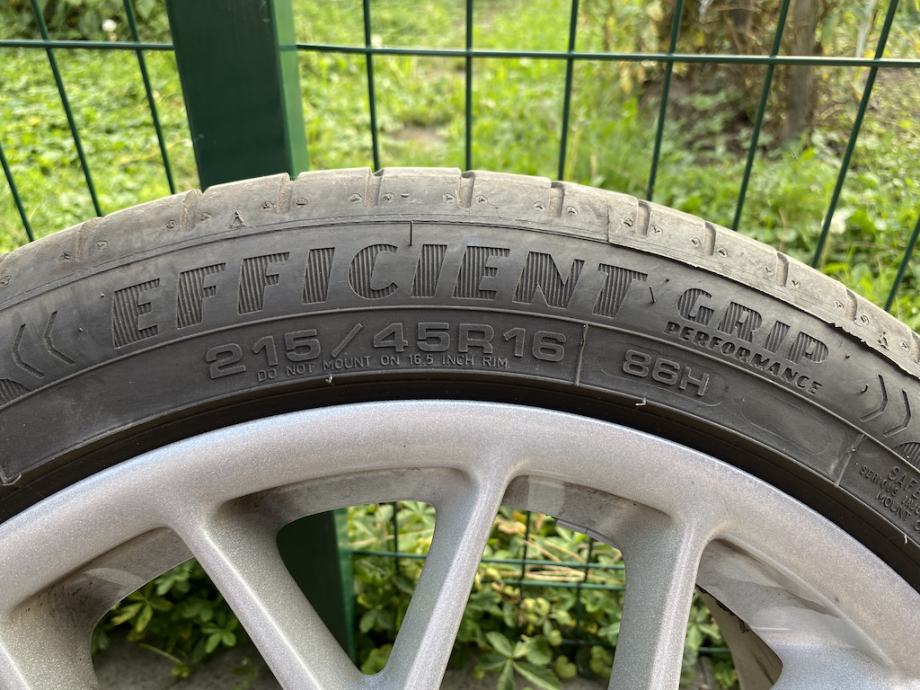 EFFICIENT GRIP
PERFORMANCE
215/45R16 86H
DO NOT MOUNT ON 16.5 INCH RIM.